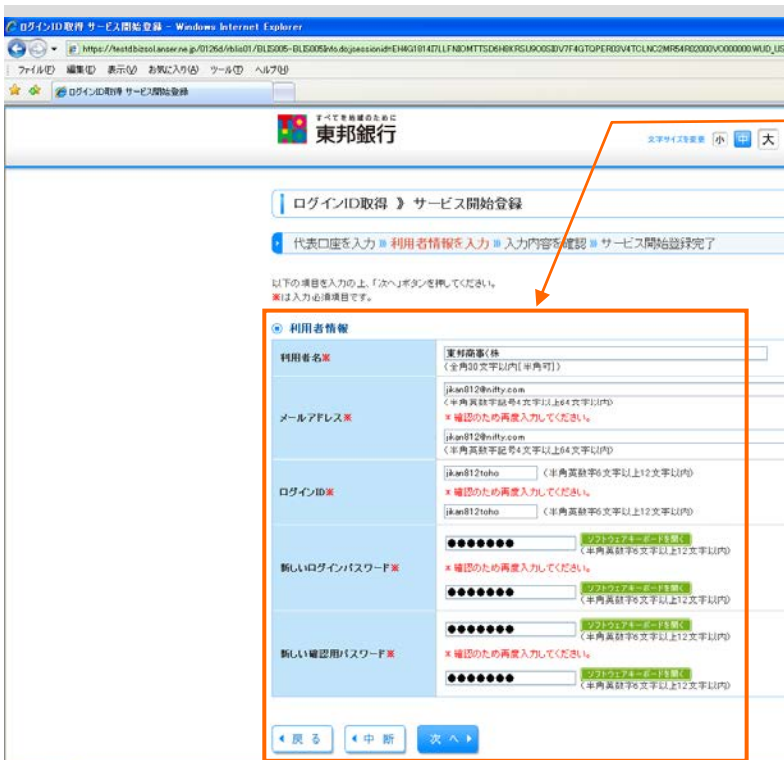 ログインID取得 サービス開始登録 - Windows Internet Explorer
ファイル(F) 編集(E) 表示(V) お気に入り(A) ツール(T) ヘルプ(H)
ログインID取得 サービス開始登録
すべてを地域のために
東邦銀行
文字サイズを変更 小 中 大
ログインID取得 》 サービス開始登録
代表口座を入力 » 利用者情報を入力 » 入力内容を確認 » サービス開始登録完了
以下の項目を入力の上、「次へ」ボタンを押してください。
※は入力必須項目です。
利用者情報
利用者名※
東邦商事(株
(全角30文字以内[半角可])
メールアドレス※
jikan812@nifty.com
(半角英数字記号4文字以上64文字以内)
※確認のため再度入力してください。
jikan812@nifty.com
(半角英数字記号4文字以上64文字以内)
ログインID※
jikan812toho (半角英数字6文字以上12文字以内)
※確認のため再度入力してください。
jikan812toho (半角英数字6文字以上12文字以内)
新しいログインパスワード※
●●●●●●● ソフトウェアキーボードを開く
(半角英数字6文字以上12文字以内)
※確認のため再度入力してください。
●●●●●●● ソフトウェアキーボードを開く
(半角英数字6文字以上12文字以内)
新しい確認用パスワード※
●●●●●●● ソフトウェアキーボードを開く
(半角英数字6文字以上12文字以内)
※確認のため再度入力してください。
●●●●●●● ソフトウェアキーボードを開く
(半角英数字6文字以上12文字以内)
戻る 中断 次へ